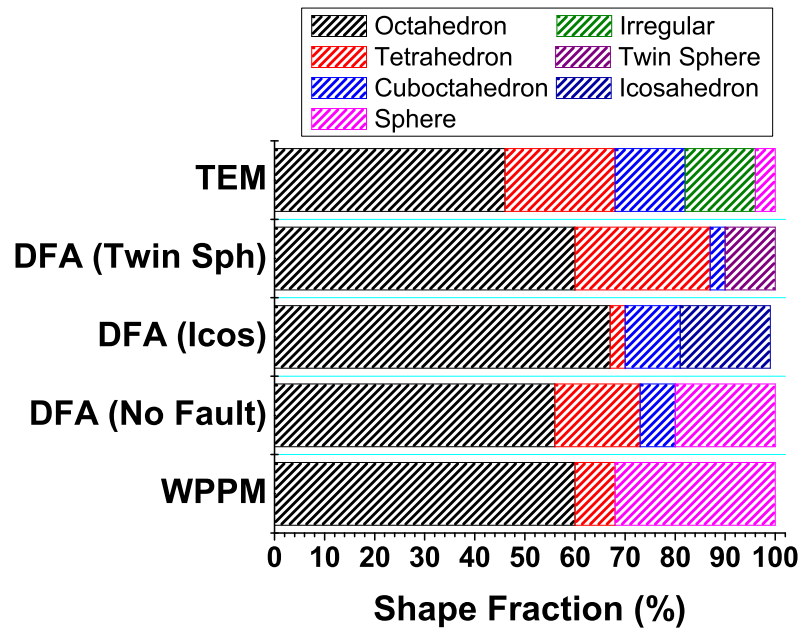 Octahedron
Irregular
Tetrahedron
Twin Sphere
Cuboctahedron
Icosahedron
Sphere
TEM
DFA (Twin Sph)
DFA (Icos)
DFA (No Fault)
WPPM
0 10 20 30 40 50 60 70 80 90 100
Shape Fraction (%)